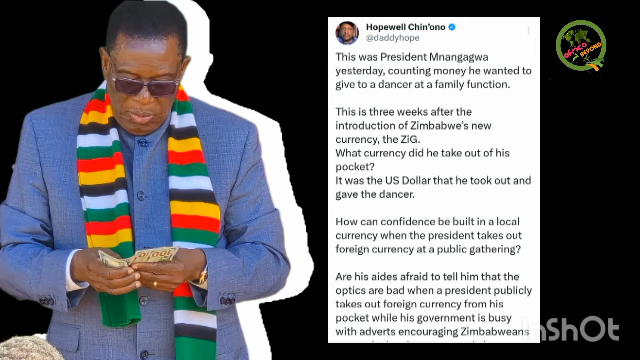 Hopewell Chin'ono
@daddyhope
This was President Mnangagwa
yesterday, counting money he wanted to
give to a dancer at a family function.
This is three weeks after the
introduction of Zimbabwe's new
currency, the ZiG.
What currency did he take out of his
pocket?
It was the US Dollar that he took out and
gave the dancer.
How can confidence be built in a local
currency when the president takes out
foreign currency at a public gathering?
Are his aides afraid to tell him that the
optics are bad when a president publicly
takes out foreign currency from his
pocket while his government is busy
with adverts encouraging Zimbabweans
africa
BEYOND
InShOt